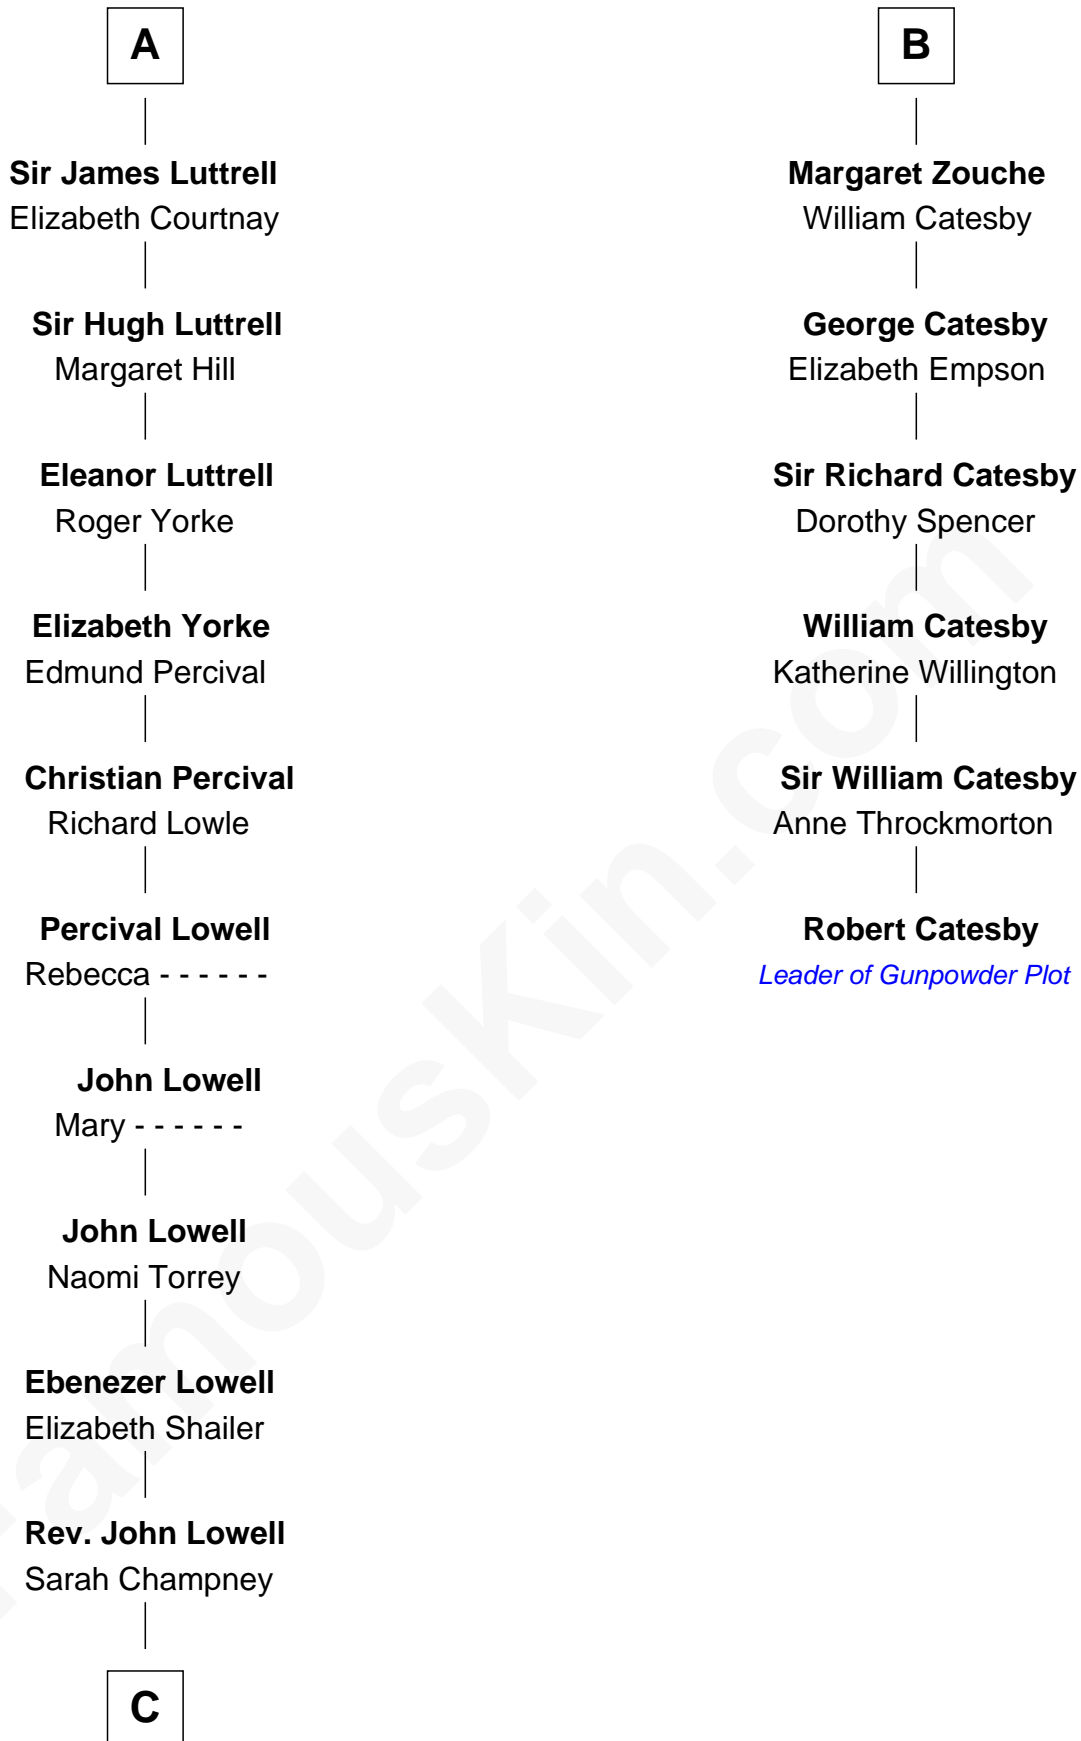 A
Sir James Luttrell
Elizabeth Courtnay
Sir Hugh Luttrell
Margaret Hill
Eleanor Luttrell
Roger Yorke
Elizabeth Yorke
Edmund Percival
Christian Percival
Richard Lowle
Percival Lowell
Rebecca - - - - - -
John Lowell
Mary - - - - - -
John Lowell
Naomi Torrey
Ebenezer Lowell
Elizabeth Shailer
Rev. John Lowell
Sarah Champney
C
B
Margaret Zouche
William Catesby
George Catesby
Elizabeth Empson
Sir Richard Catesby
Dorothy Spencer
William Catesby
Katherine Willington
Sir William Catesby
Anne Throckmorton
Robert Catesby
Leader of Gunpowder Plot
FamousKin.com